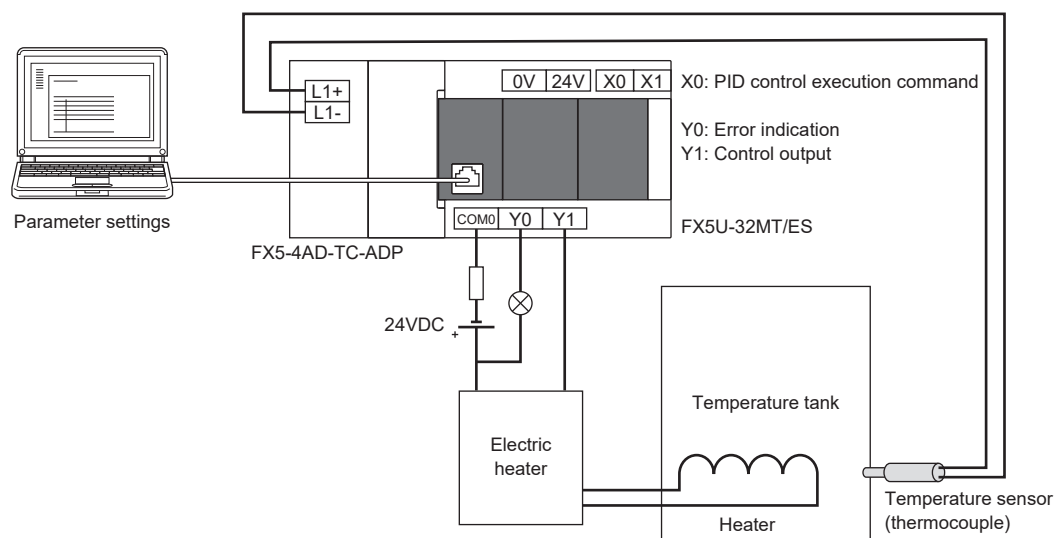 L1+
L1-
0V 24V X0 X1
X0: PID control execution command
Y0: Error indication
Y1: Control output
COM0 Y0 Y1
Parameter settings
FX5-4AD-TC-ADP
FX5U-32MT/ES
24VDC
+
Electric
heater
Temperature tank
Heater
Temperature sensor
(thermocouple)